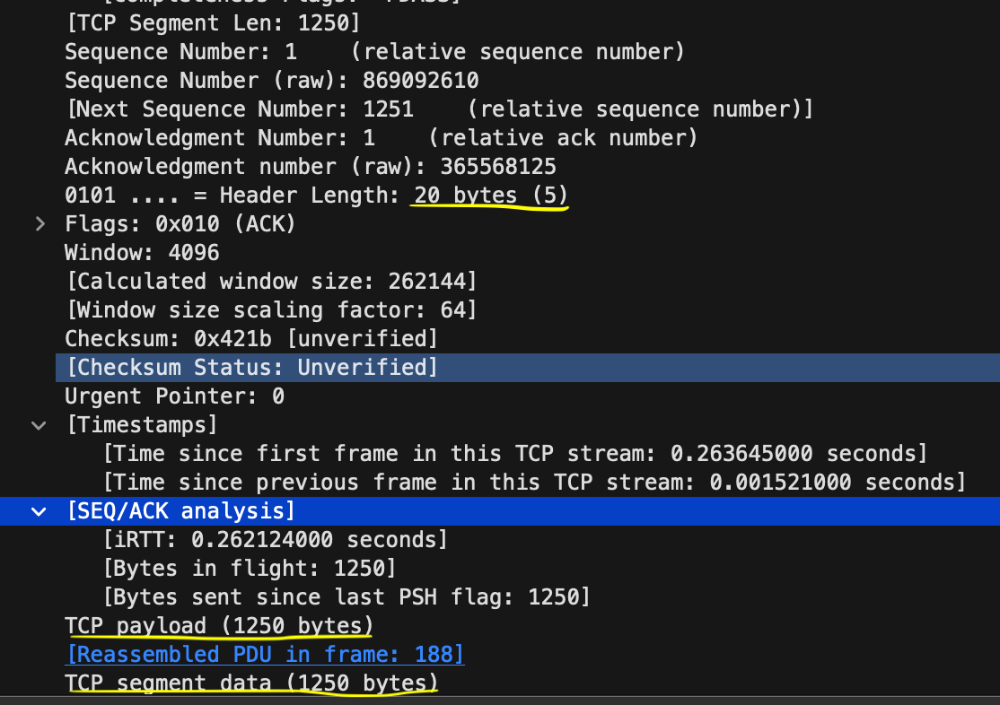 [TCP Segment Len: 1250]
Sequence Number: 1    (relative sequence number)
Sequence Number (raw): 869092610
[Next Sequence Number: 1251    (relative sequence number)]
Acknowledgment Number: 1    (relative ack number)
Acknowledgment number (raw): 365568125
0101 .... = Header Length: 20 bytes (5)
Flags: 0x010 (ACK)
Window: 4096
[Calculated window size: 262144]
[Window size scaling factor: 64]
Checksum: 0x421b [unverified]
[Checksum Status: Unverified]
Urgent Pointer: 0
[Timestamps]
[Time since first frame in this TCP stream: 0.263645000 seconds]
[Time since previous frame in this TCP stream: 0.001521000 seconds]
[SEQ/ACK analysis]
[iRTT: 0.262124000 seconds]
[Bytes in flight: 1250]
[Bytes sent since last PSH flag: 1250]
TCP payload (1250 bytes)
[Reassembled PDU in frame: 188]
TCP segment data (1250 bytes)